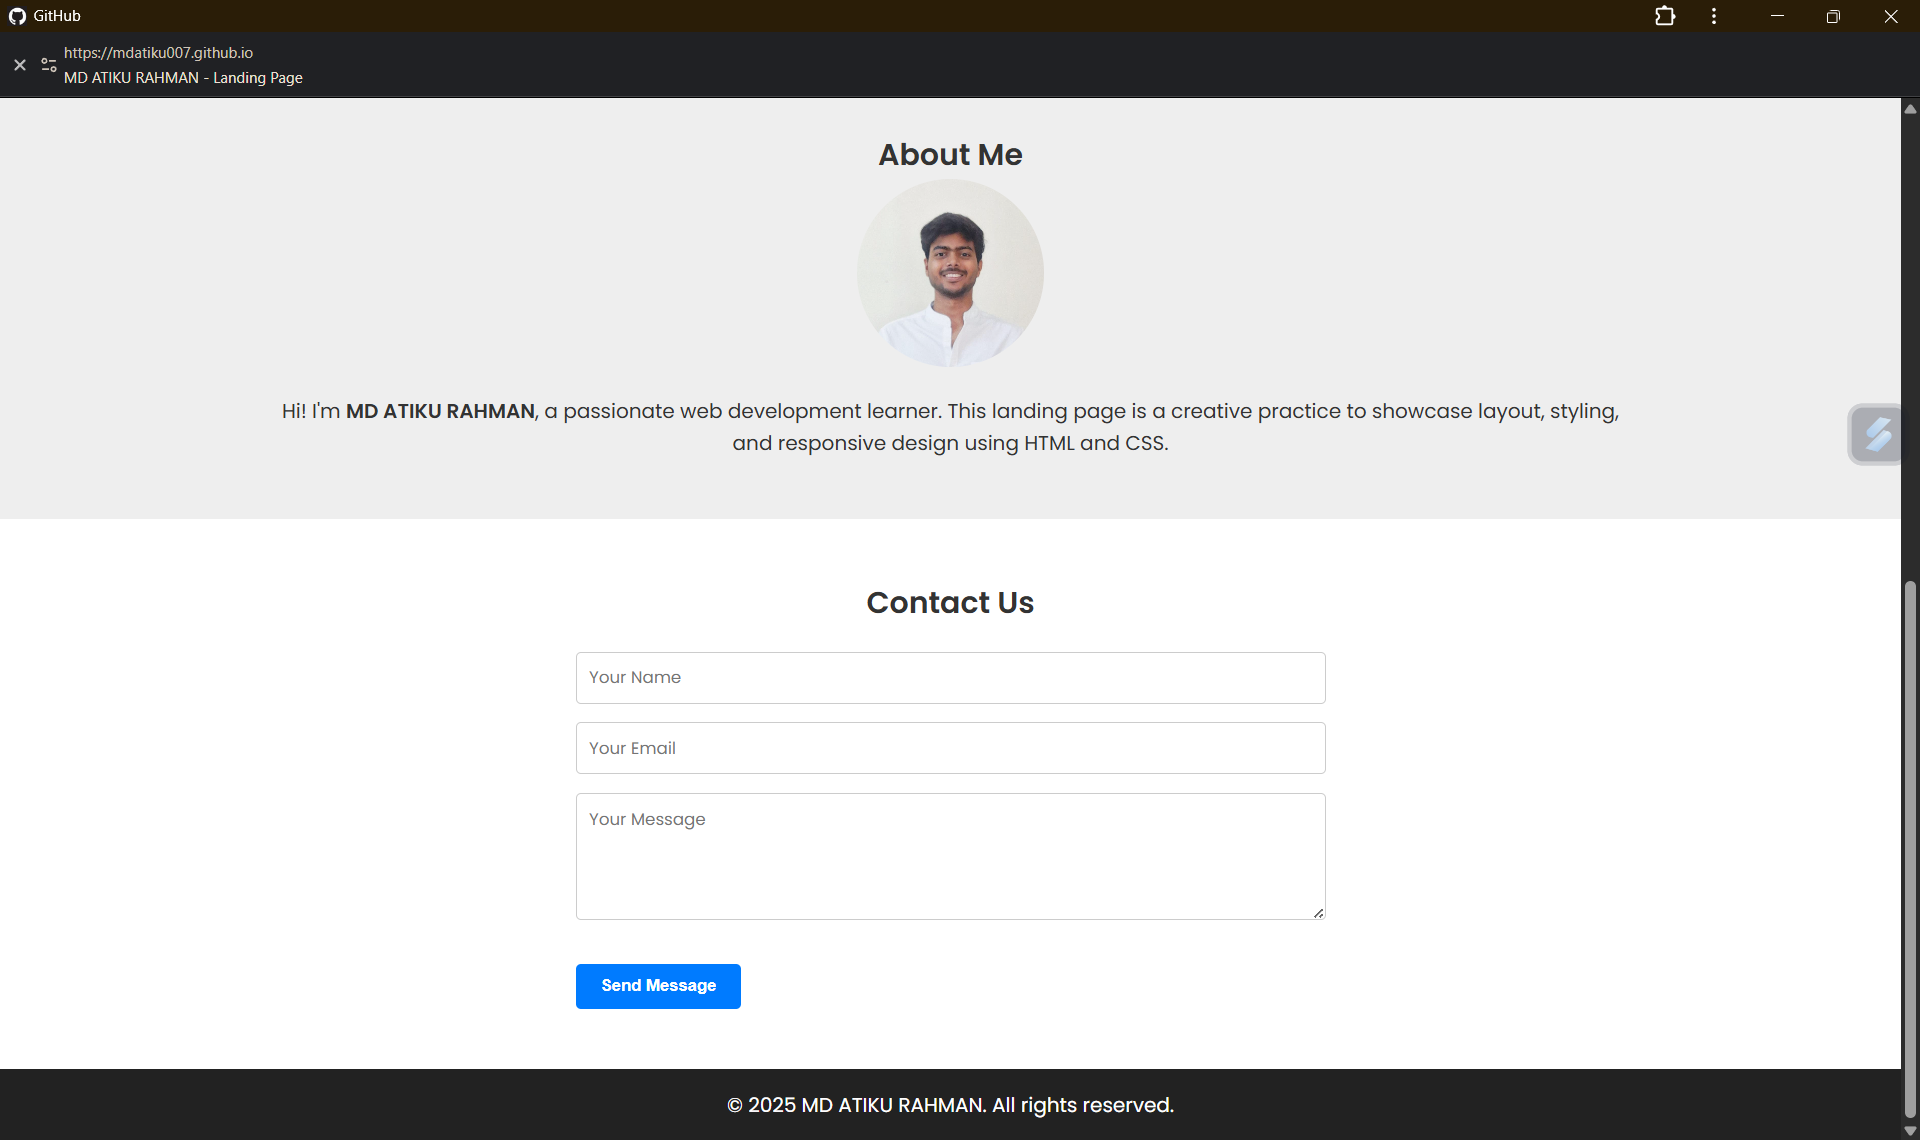 GitHub
https://mdatiku007.github.io
MD ATIKU RAHMAN - Landing Page
About Me
Hi! I'm MD ATIKU RAHMAN, a passionate web development learner. This landing page is a creative practice to showcase layout, styling,
and responsive design using HTML and CSS.
Contact Us
Your Name
Your Email
Your Message
Send Message
© 2025 MD ATIKU RAHMAN. All rights reserved.